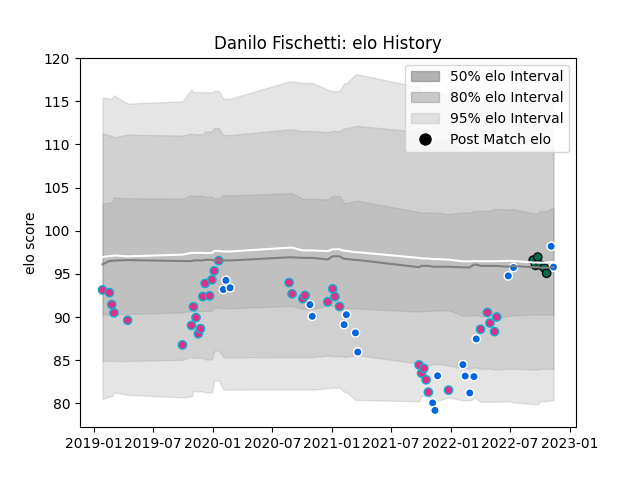 Danilo Fischetti: elo History
120
115
110
105
100
95
90
85
80
elo score
50% elo Interval
80% elo Interval
95% elo Interval
Post Match elo
2019-01 2019-07 2020-01 2020-07 2021-01 2021-07 2022-01 2022-07 2023-01